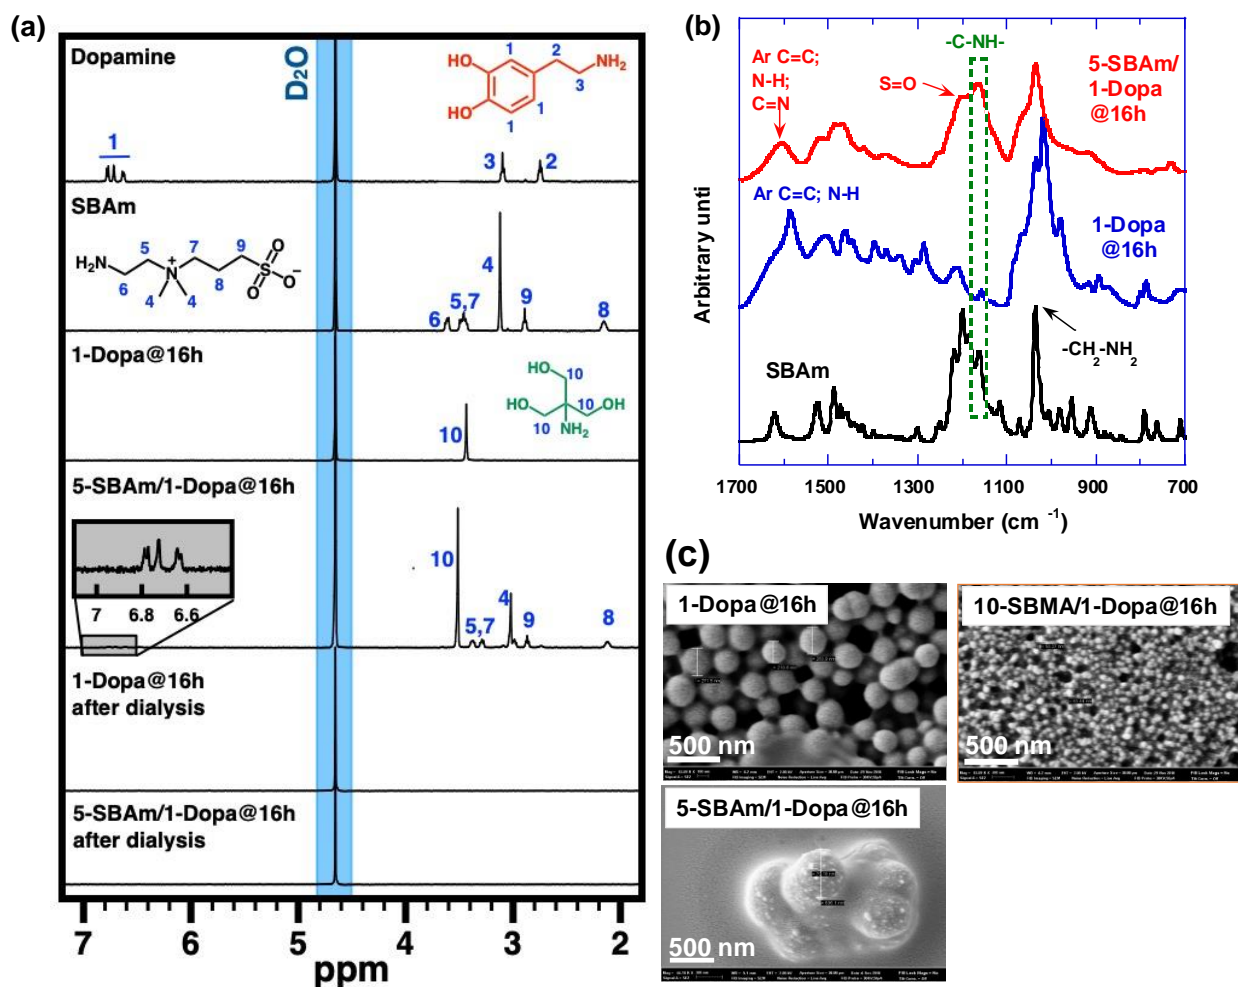 (a)
Dopamine
D₂O
HO
HO
NH₂
1
2
3
1
1
1
3
2
SBAm
H₂N
5
6
N
+
4
4
7
8
9
S
O
O
O⁻
4
5,7
6
9
8
1-Dopa@16h
HO
10
HO
10
OH
10
NH₂
10
5-SBAm/1-Dopa@16h
7
6.8
6.6
10
5,7
4
9
8
1-Dopa@16h
after dialysis
5-SBAm/1-Dopa@16h
after dialysis
7
6
5
4
3
2
ppm
(b)
-C-NH-
Ar C=C;
N-H;
C=N
S=O
5-SBAm/
1-Dopa
@16h
Ar C=C; N-H
1-Dopa
@16h
SBAm
-CH₂-NH₂
Arbitrary unti
1700
1500
1300
1100
900
700
Wavenumber (cm ⁻¹)
(c)
1-Dopa@16h
500 nm
10-SBMA/1-Dopa@16h
500 nm
5-SBAm/1-Dopa@16h
500 nm